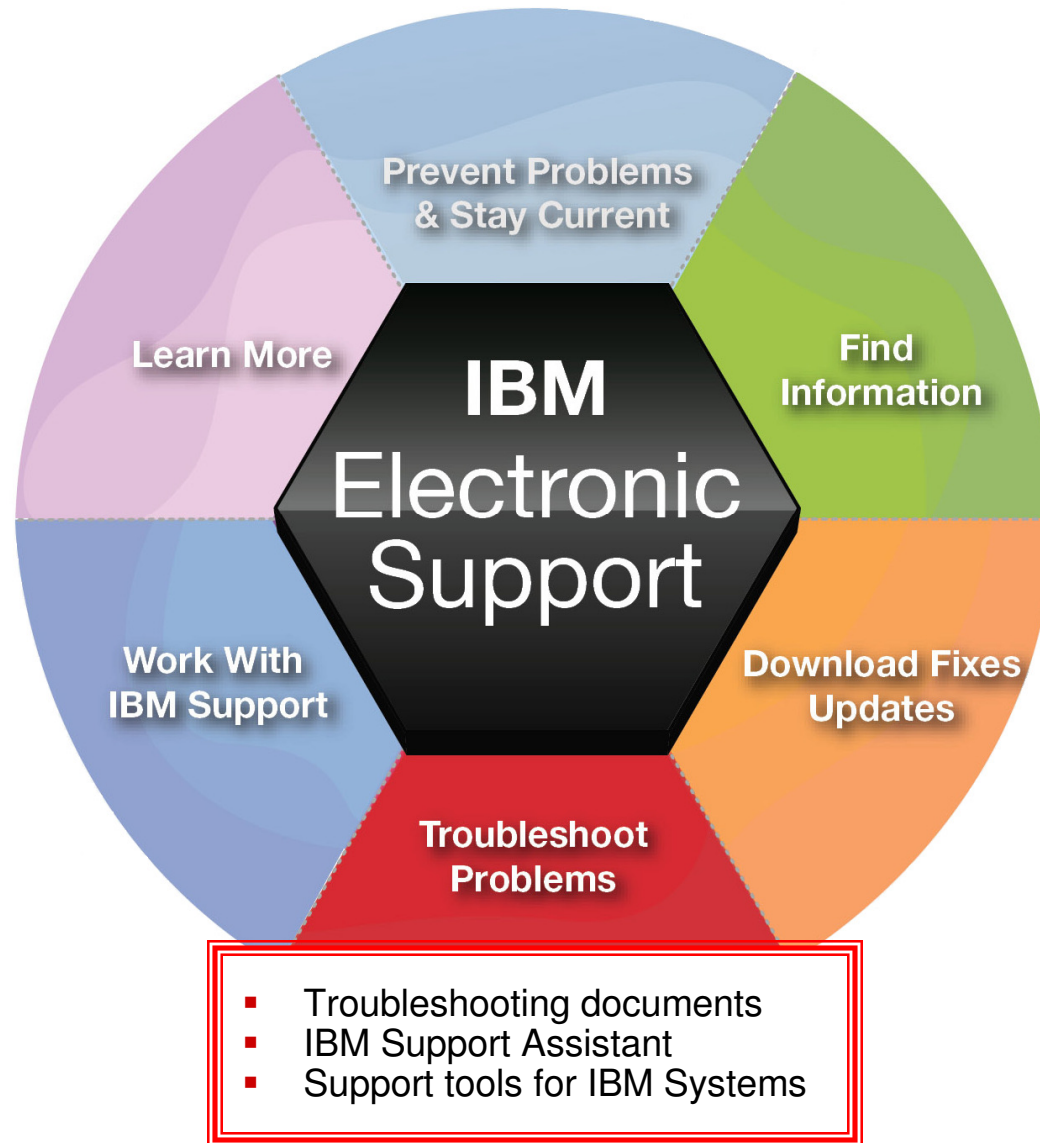 Prevent Problems
& Stay Current
Learn More
Find
Information
IBM
Electronic
Support
Work With
IBM Support
Download Fixes
Updates
Troubleshoot
Problems
▪ Troubleshooting documents
▪ IBM Support Assistant
▪ Support tools for IBM Systems